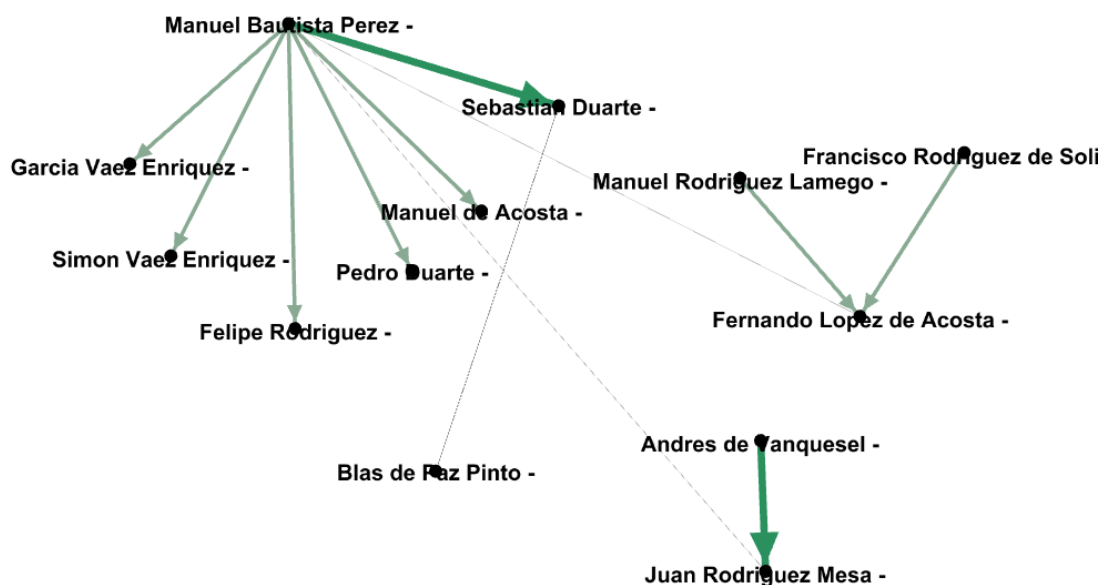 Manuel Bautista Perez -
Sebastian Duarte -
Francisco Rodriguez de Soli
Garcia Vaez Enriquez -
Manuel Rodriguez Lamego -
Manuel de Acosta -
Simon Vaez Enriquez -
Pedro Duarte -
Fernando Lopez de Acosta -
Felipe Rodriguez -
Andres de Vanquesel -
Blas de Paz Pinto -
Juan Rodriguez Mesa -